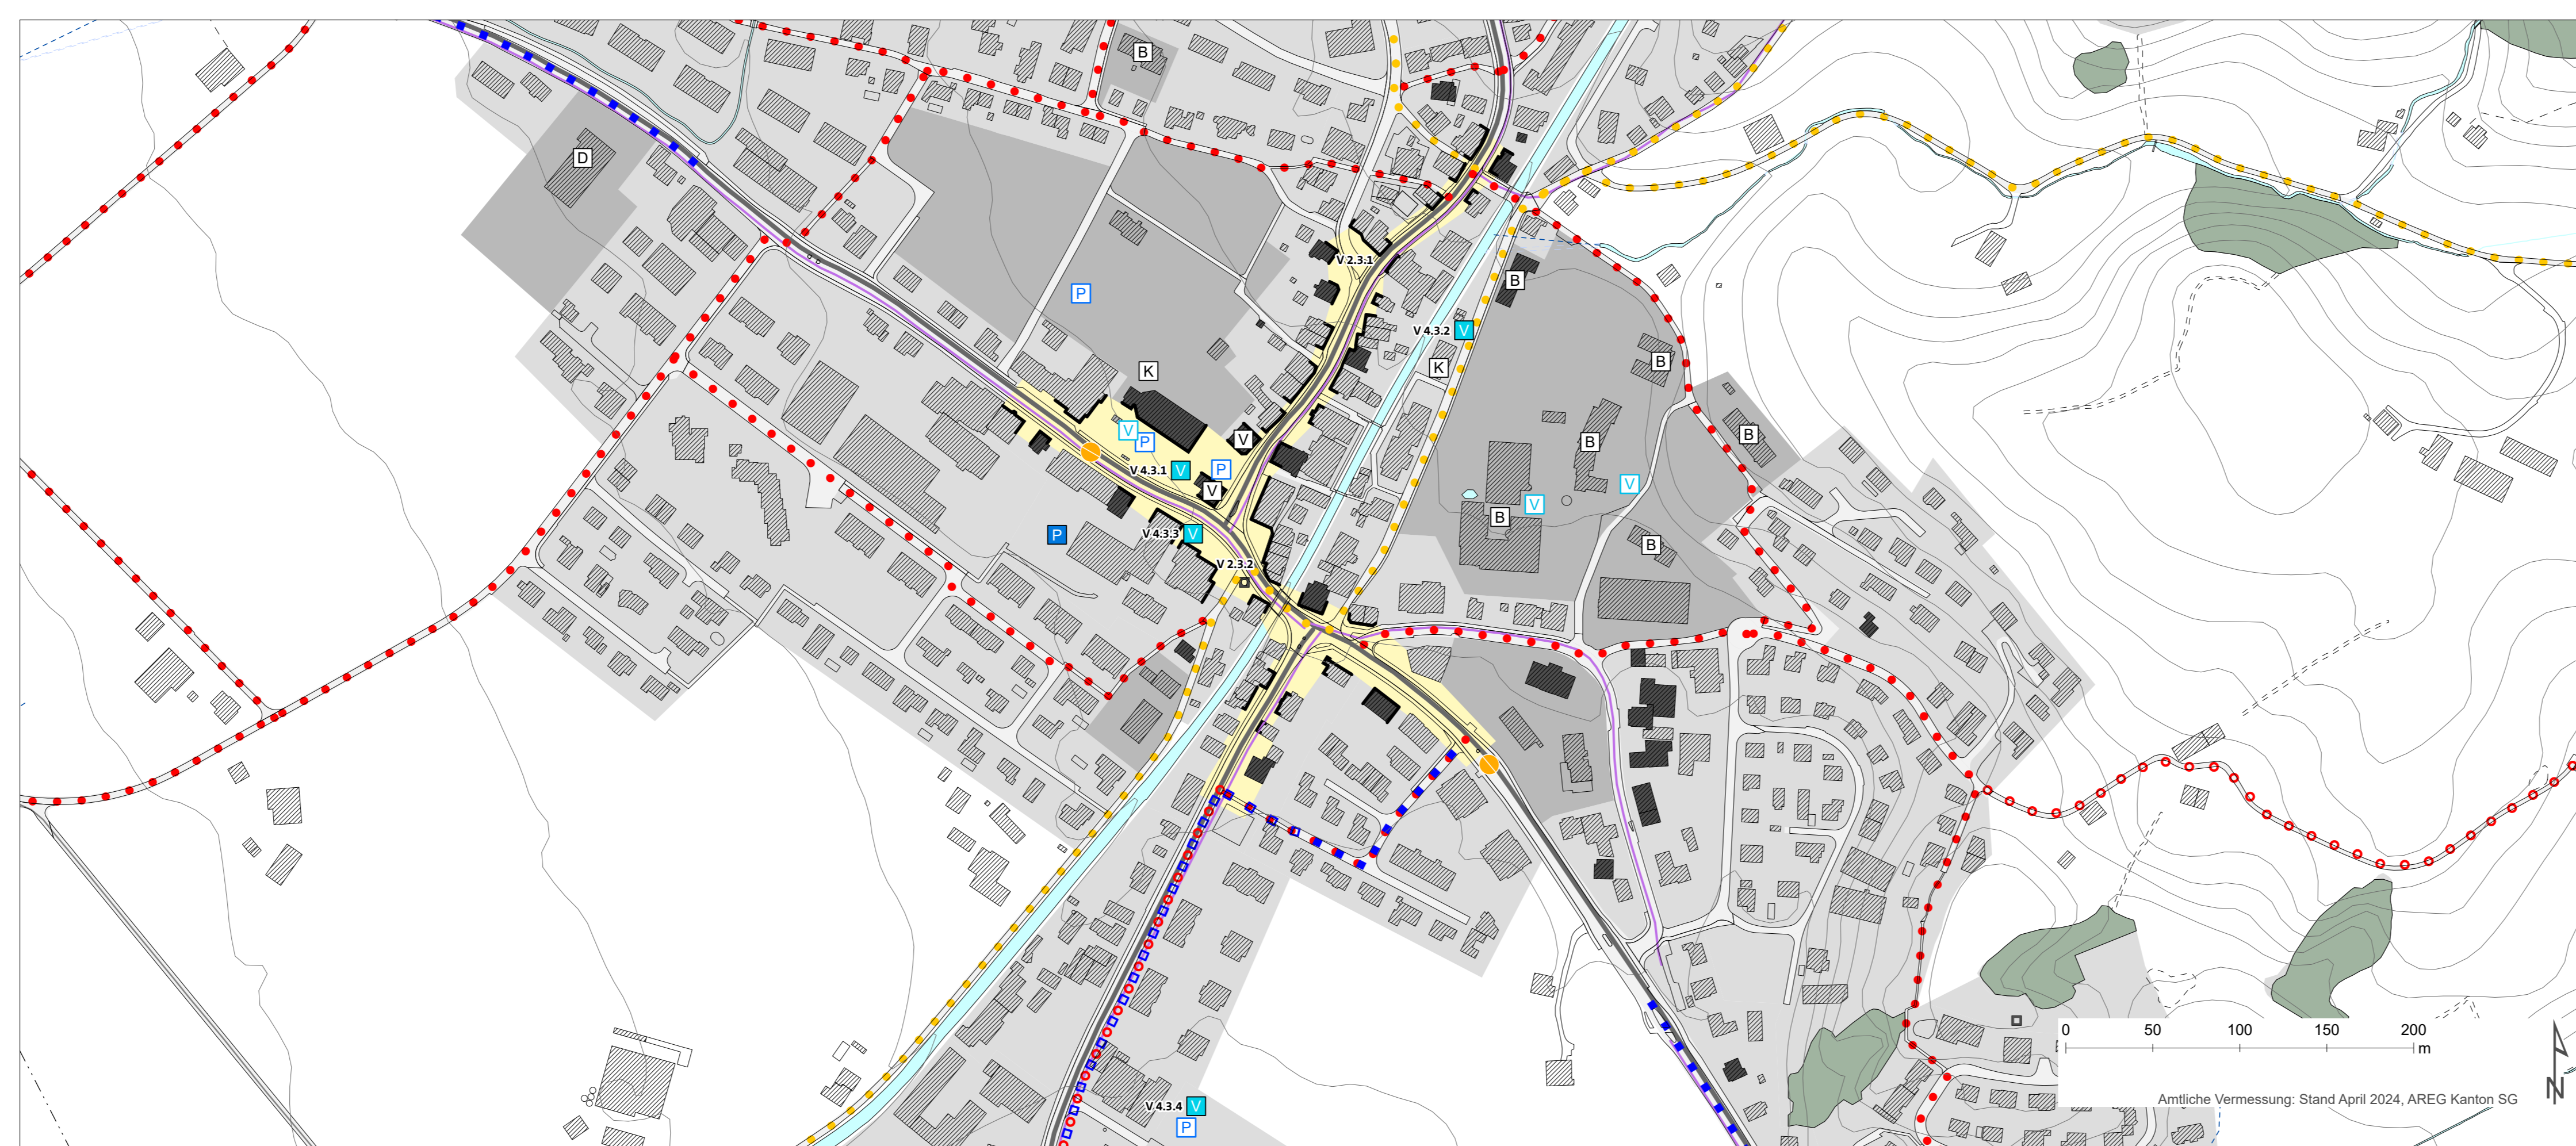 B
D
V 2.3.1
B
P
V 4.3.2 V
B
K
K
B
V
P
V
B
V 4.3.1 V
P
V
V
V
B
P
V 4.3.3 V
B
V 2.3.2
0 50 100 150 200
m
N
Amtliche Vermessung: Stand April 2024, AREG Kanton SG
V 4.3.4 V
P